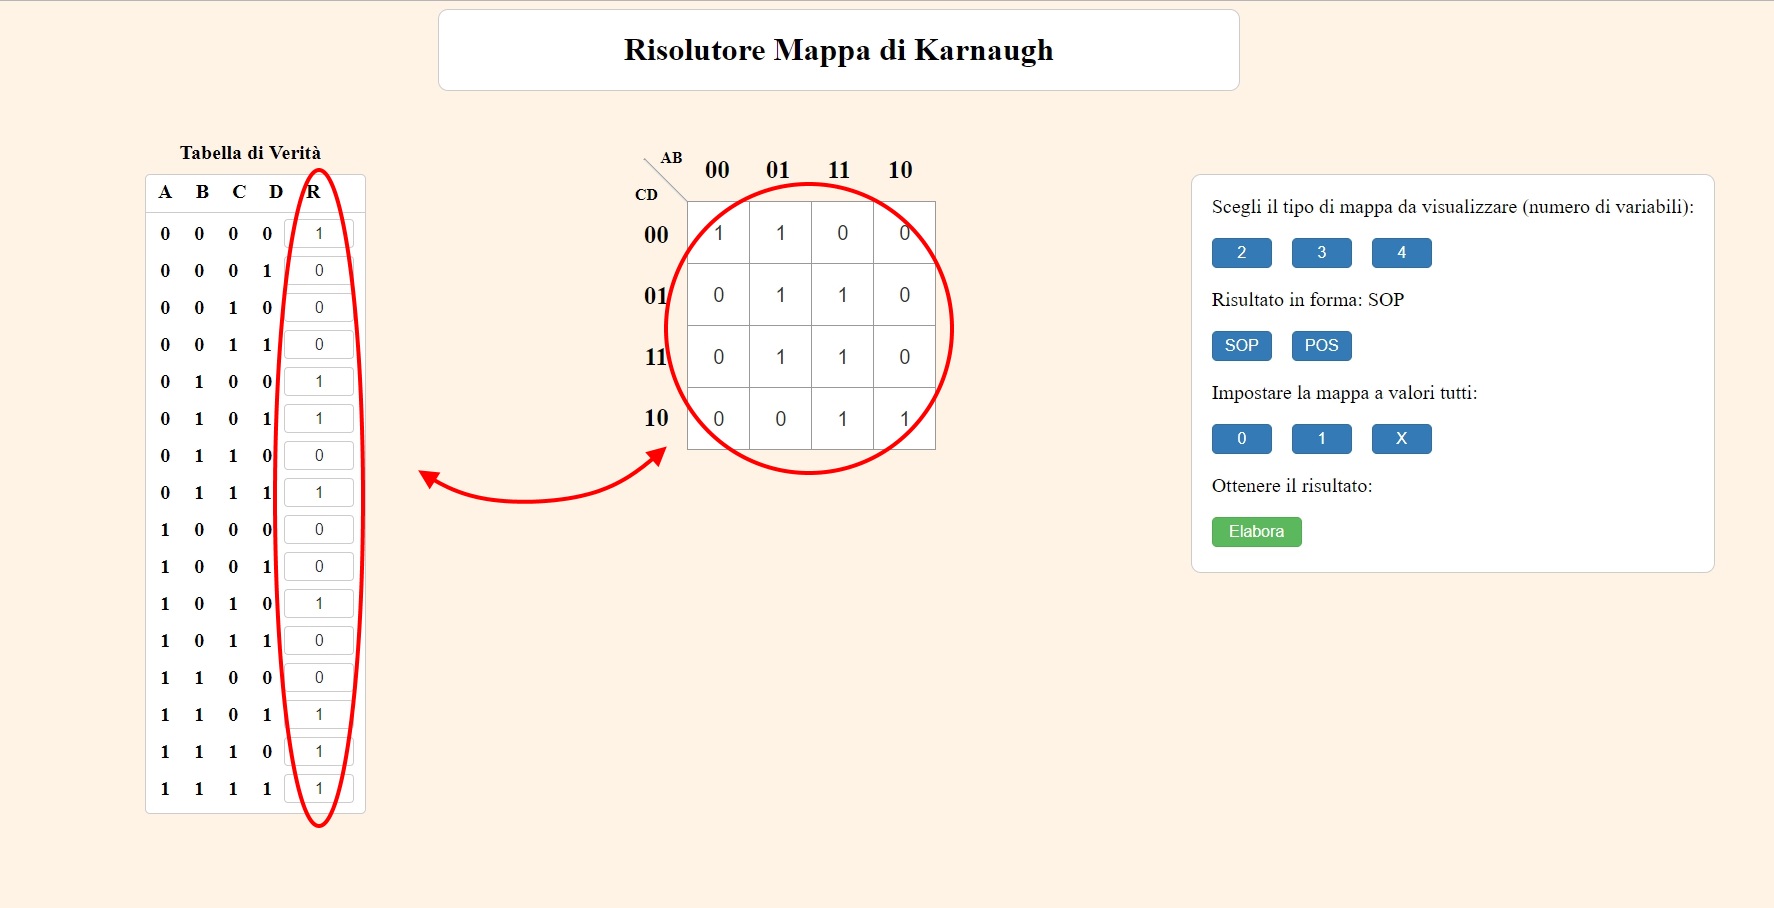 Risolutore Mappa di Karnaugh
Tabella di Verità
A B C D R
0 0 0 0 1
0 0 0 1 0
0 0 1 0 0
0 0 1 1 0
0 1 0 0 1
0 1 0 1 1
0 1 1 0 0
0 1 1 1 1
1 0 0 0 0
1 0 0 1 0
1 0 1 0 1
1 0 1 1 0
1 1 0 0 0
1 1 0 1 1
1 1 1 0 1
1 1 1 1 1
AB
CD
00 01 11 10
00 1 1 0 0
01 0 1 1 0
11 0 1 1 0
10 0 0 1 1
Scegli il tipo di mappa da visualizzare (numero di variabili):
2 3 4
Risultato in forma: SOP
SOP POS
Impostare la mappa a valori tutti:
0 1 X
Ottenere il risultato:
Elabora